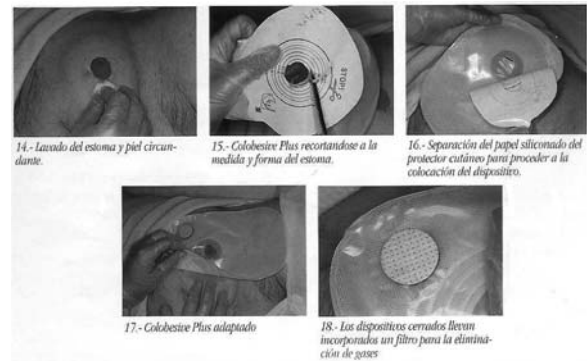 14.- Lavado del estoma y piel circun-
dante.
15.- Colobesive Plus recortandose a la
medida y forma del estoma.
16.- Separación del papel siliconado del
protector cutáneo para proceder a la
colocación del dispositivo.
17.- Colobesive Plus adaptado
18.- Los dispositivos cerrados llevan
incorporados un filtro para la elimina-
ción de gases